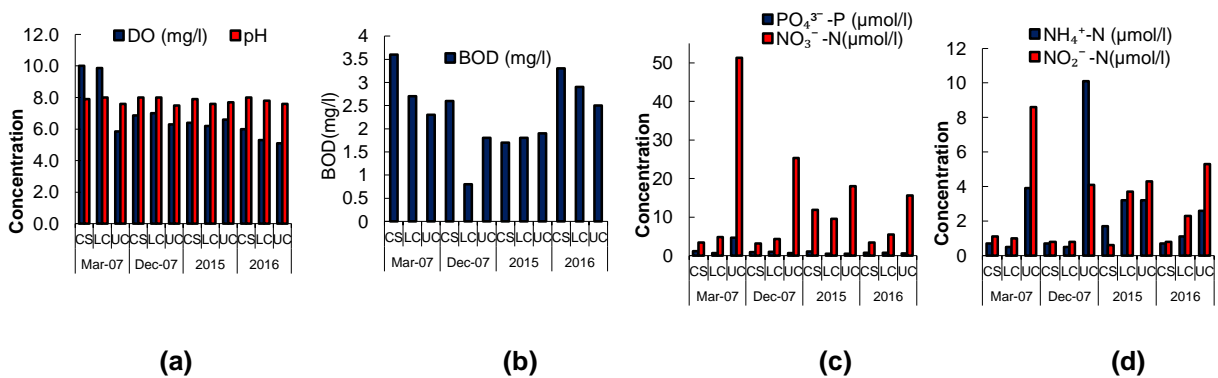 DO (mg/l) pH
12.0
10.0
8.0
6.0
4.0
2.0
0.0
Concentration
CS LC UC CS LC UC CS LC UC CS LC UC
Mar-07 Dec-07 2015 2016
(a)
BOD (mg/l)
4
3.5
3
2.5
2
1.5
1
0.5
0
BOD(mg/l)
CS LC UC CS LC UC CS LC UC CS LC UC
Mar-07 Dec-07 2015 2016
(b)
PO₄³⁻ -P (µmol/l)
NO₃⁻ -N(µmol/l)
50
40
30
20
10
0
Concentration
CS LC UC CS LC UC CS LC UC CS LC UC
Mar-07 Dec-07 2015 2016
(c)
NH₄⁺-N (µmol/l)
NO₂⁻ -N(µmol/l)
12
10
8
6
4
2
0
Concentration
CS LC UC CS LC UC CS LC UC CS LC UC
Mar-07 Dec-07 2015 2016
(d)